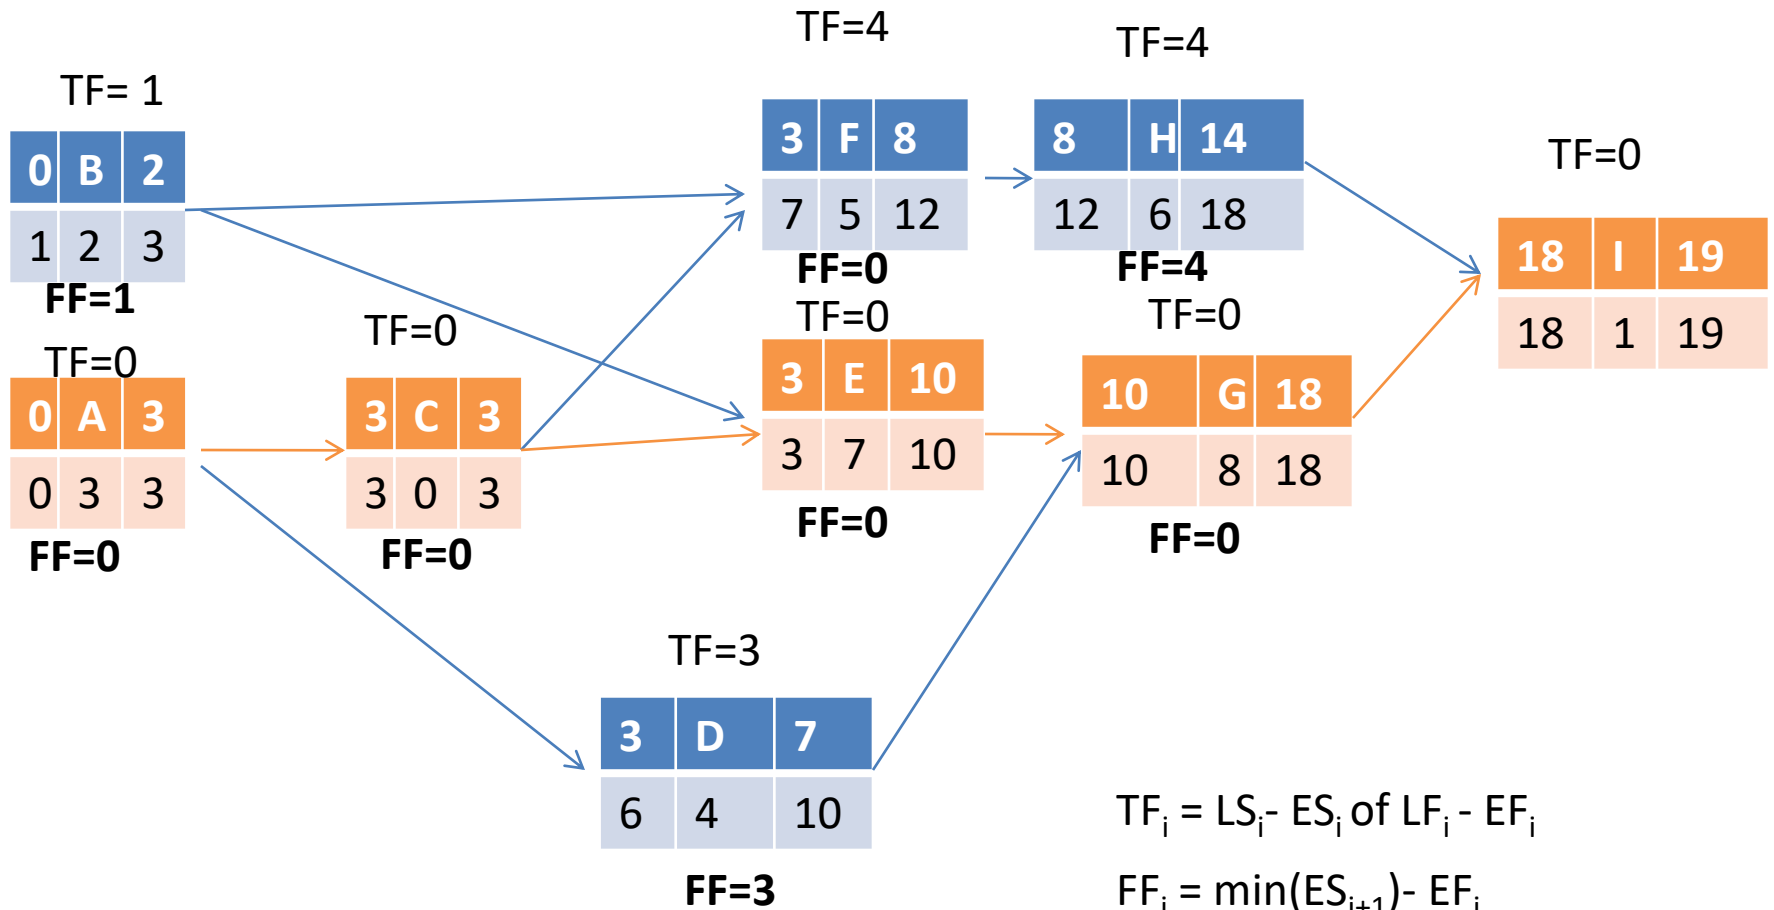 TF= 1
0 B 2
1 2 3
FF=1
TF=0
0 A 3
0 3 3
FF=0
TF=0
3 C 3
3 0 3
FF=0
TF=4
3 F 8
7 5 12
FF=0
TF=0
3 E 10
3 7 10
FF=0
TF=3
3 D 7
6 4 10
FF=3
TF=4
8 H 14
12 6 18
FF=4
TF=0
10 G 18
10 8 18
FF=0
TF=0
18 I 19
18 1 19
TFi = LSi- ESi of LFi - EFi
FFi = min(ESi+1)- EFi